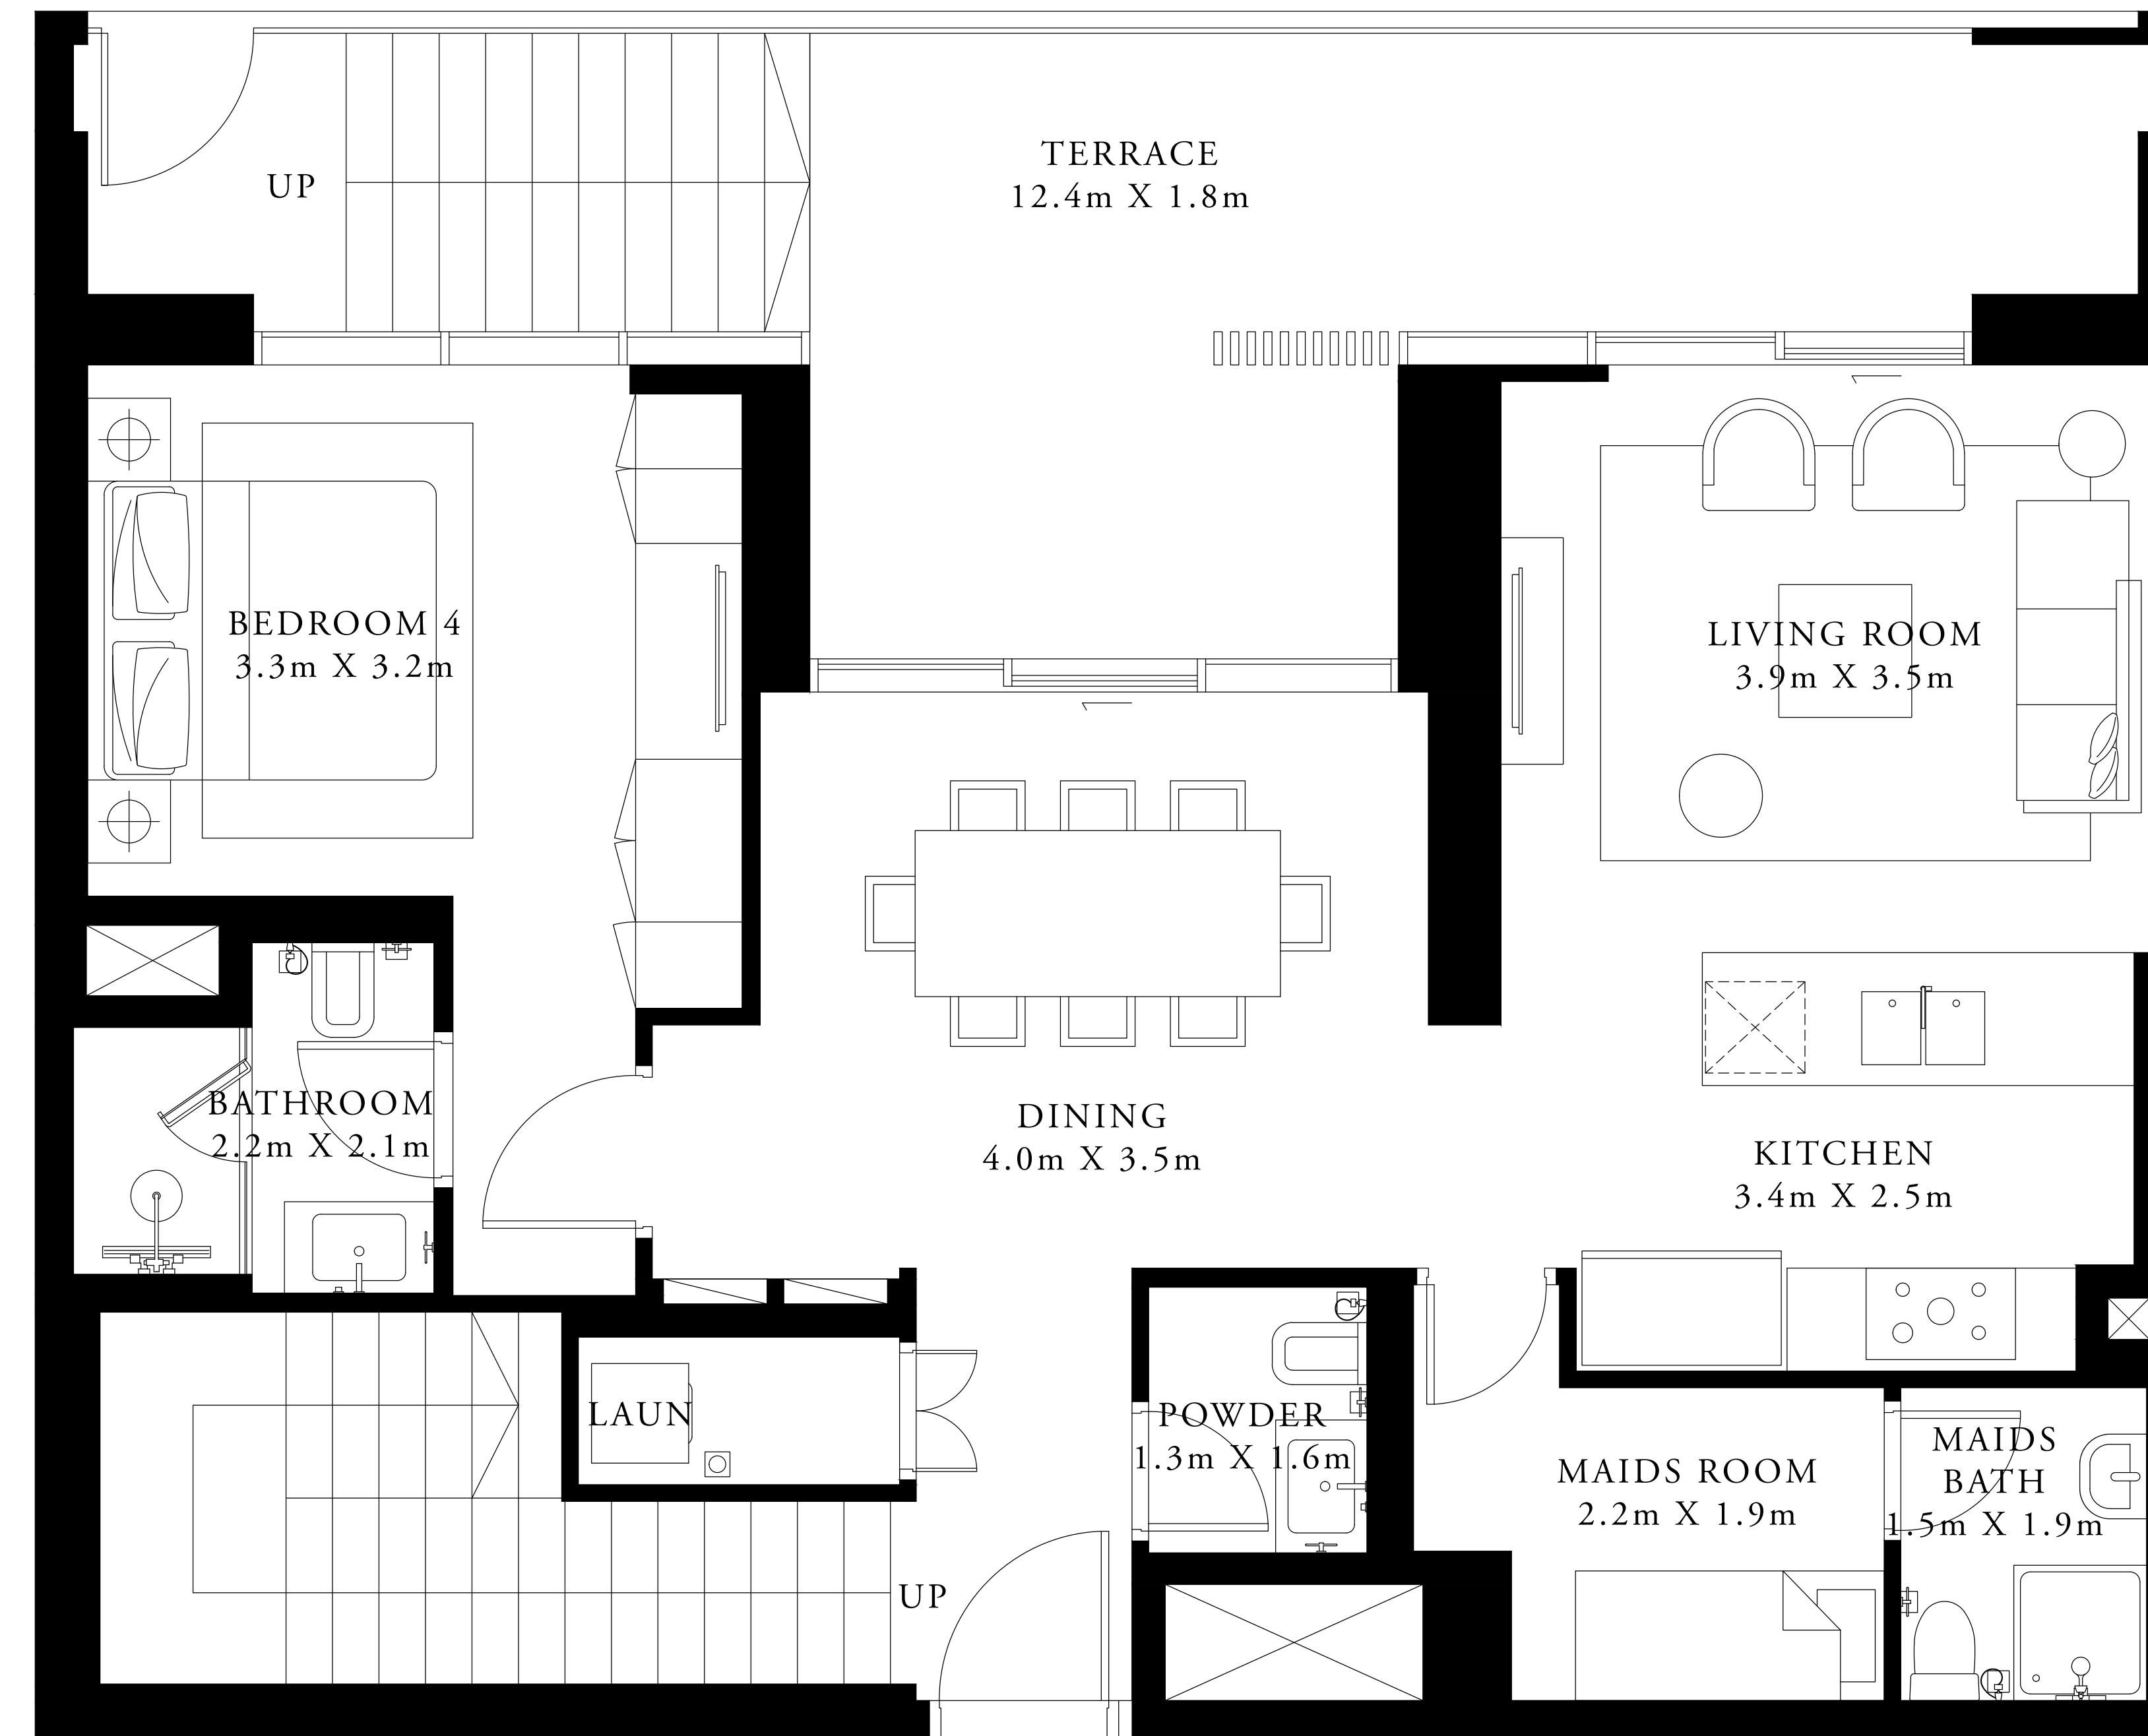 TERRACE
12.4m X 1.8m
UP
BEDROOM 4
3.3m X 3.2m
LIVING ROOM
3.9m X 3.5m
BATHROOM
2.2m X 2.1m
DINING
4.0m X 3.5m
KITCHEN
3.4m X 2.5m
LAUN
POWDER
1.3m X 1.6m
MAIDS ROOM
2.2m X 1.9m
MAIDS
BATH
1.5m X 1.9m
UP